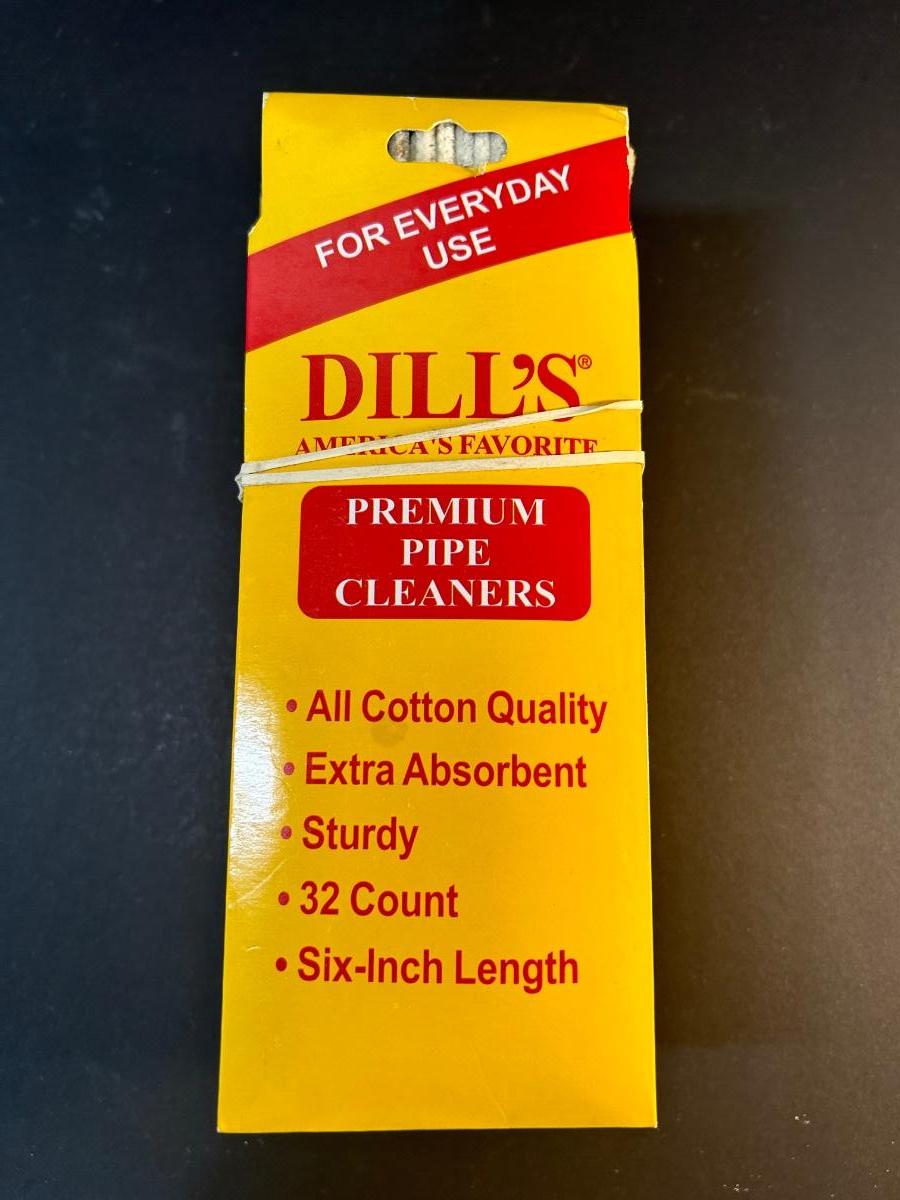 FOR EVERYDAY
USE
DILL'S®
AMERICA'S FAVORITE
PREMIUM
PIPE
CLEANERS
• All Cotton Quality
• Extra Absorbent
• Sturdy
• 32 Count
• Six-Inch Length